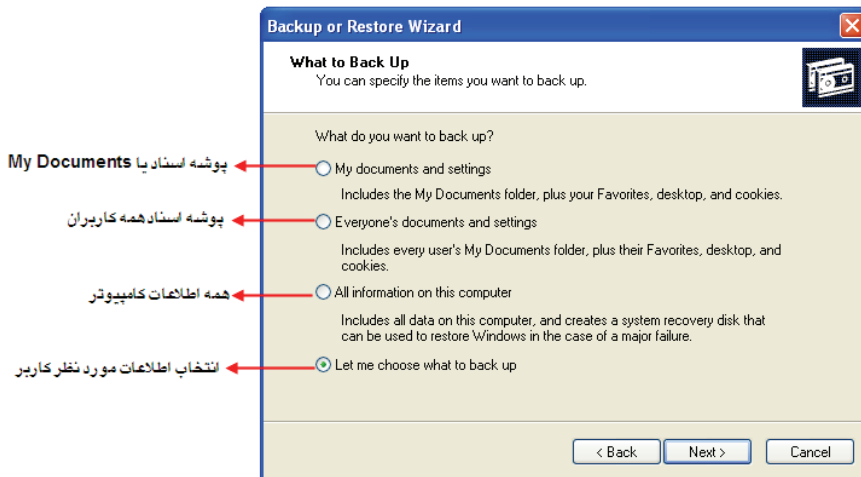 Backup or Restore Wizard
What to Back Up
You can specify the items you want to back up.
What do you want to back up?
پوشه اسناد یا My Documents
My documents and settings
Includes the My Documents folder, plus your Favorites, desktop, and cookies.
پوشه اسناد همه کاربران
Everyone's documents and settings
Includes every user's My Documents folder, plus their Favorites, desktop, and
cookies.
همه اطلاعات کامپیوتر
All information on this computer
Includes all data on this computer, and creates a system recovery disk that
can be used to restore Windows in the case of a major failure.
انتخاب اطلاعات مورد نظر کاربر
Let me choose what to back up
< Back
Next >
Cancel